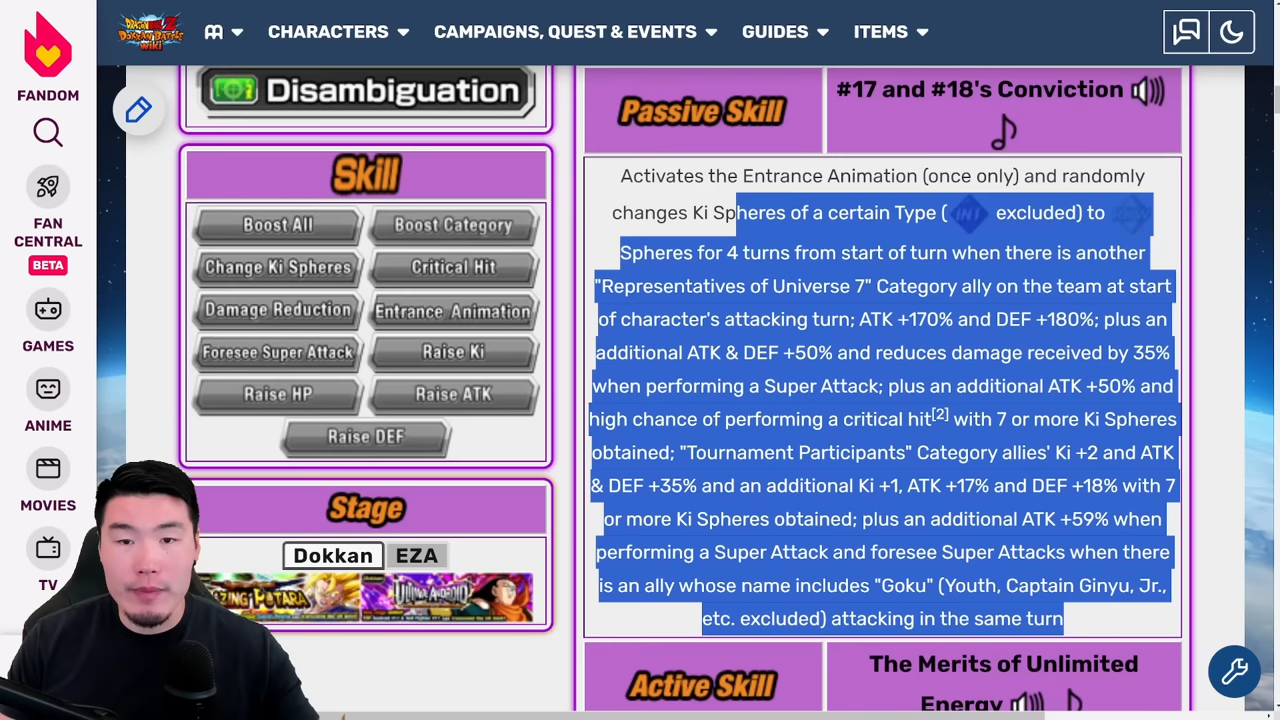 DRAGON BALL Z
DOKKAN BATTLE
WIKI
CHARACTERS
CAMPAIGNS, QUEST & EVENTS
GUIDES
ITEMS
FANDOM
FAN
CENTRAL
BETA
GAMES
ANIME
MOVIES
TV
Disambiguation
Skill
Boost All
Boost Category
Change Ki Spheres
Critical Hit
Damage Reduction
Entrance Animation
Foresee Super Attack
Raise Ki
Raise HP
Raise ATK
Raise DEF
Stage
Dokkan
EZA
AMAZING POTARA
ULTIMATE ANDROID
Passive Skill
#17 and #18's Conviction
Activates the Entrance Animation (once only) and randomly
changes Ki Spheres of a certain Type (INT excluded) to
Spheres for 4 turns from start of turn when there is another
"Representatives of Universe 7" Category ally on the team at start
of character's attacking turn; ATK +170% and DEF +180%; plus an
additional ATK & DEF +50% and reduces damage received by 35%
when performing a Super Attack; plus an additional ATK +50% and
high chance of performing a critical hit[2] with 7 or more Ki Spheres
obtained; "Tournament Participants" Category allies' Ki +2 and ATK
& DEF +35% and an additional Ki +1, ATK +17% and DEF +18% with 7
or more Ki Spheres obtained; plus an additional ATK +59% when
performing a Super Attack and foresee Super Attacks when there
is an ally whose name includes "Goku" (Youth, Captain Ginyu, Jr.,
etc. excluded) attacking in the same turn
Active Skill
The Merits of Unlimited
Energy